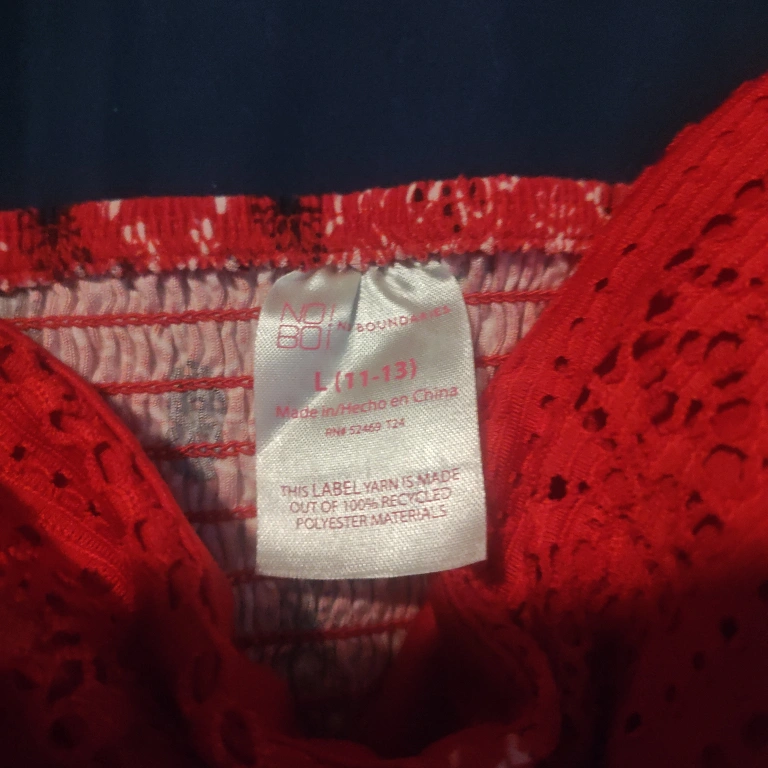 NO!
BO!
NO BOUNDARIES
L (11-13)
Made in/Hecho en China
RN# 52469 T24
THIS LABEL YARN IS MADE
OUT OF 100% RECYCLED
POLYESTER MATERIALS